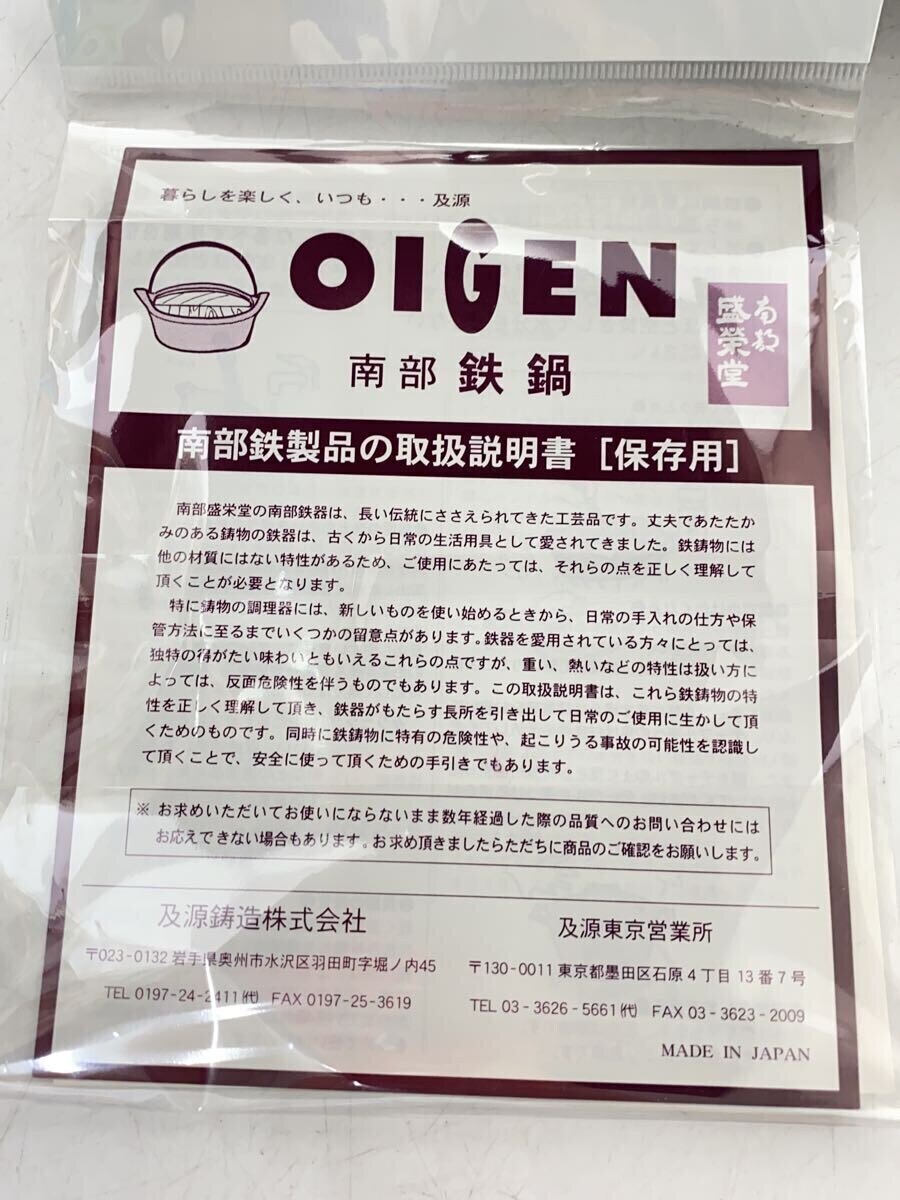 暮らしを楽しく、いつも・・・及源
OIGEN
南部
盛榮堂
南部 鉄鍋
南部鉄製品の取扱説明書［保存用］
南部盛栄堂の南部鉄器は、長い伝統にささえられてきた工芸品です。丈夫であたたか
みのある鋳物の鉄器は、古くから日常の生活用具として愛されてきました。鉄鋳物には
他の材質にはない特性があるため、ご使用にあたっては、それらの点を正しく理解して
頂くことが必要となります。
特に鋳物の調理器には、新しいものを使い始めるときから、日常の手入れの仕方や保
管方法に至るまでいくつかの留意点があります。鉄器を愛用されている方々にとっては、
独特の得がたい味わいともいえるこれらの点ですが、重い、熱いなどの特性は扱い方に
よっては、反面危険性を伴うものでもあります。この取扱説明書は、これら鉄鋳物の特
性を正しく理解して頂き、鉄器がもたらす長所を引き出して日常のご使用に生かして頂
くためのものです。同時に鉄鋳物に特有の危険性や、起こりうる事故の可能性を認識し
て頂くことで、安全に使って頂くための手引きでもあります。
※ お求めいただいてお使いにならないまま数年経過した際の品質へのお問い合わせには
お応えできない場合もあります。お求め頂きましたらただちに商品のご確認をお願いします。
及源鋳造株式会社
〒023-0132 岩手県奥州市水沢区羽田町字堀ノ内45
TEL 0197-24-2411㈹ FAX 0197-25-3619
及源東京営業所
〒130-0011 東京都墨田区石原４丁目13番７号
TEL 03-3626-5661㈹ FAX 03-3623-2009
MADE IN JAPAN